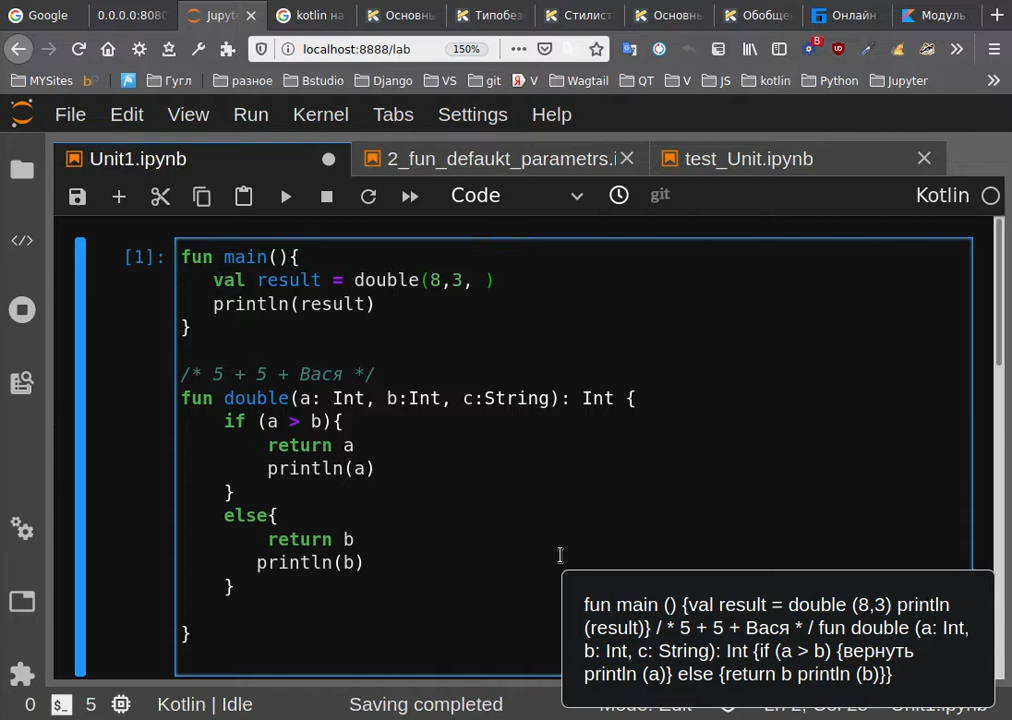 Google 0.0.0.0:8080 Jupyte kotlin на Основны Типобез Стилист Основны Обобще Онлайн Модуль
localhost:8888/lab 150%
MYSites Гугл разное Bstudio Django VS git V Wagtail QT V JS kotlin Python Jupyter
File Edit View Run Kernel Tabs Settings Help
Unit1.ipynb 2_fun_defaukt_parametrs.i test_Unit.ipynb
Code git Kotlin
[1]: fun main(){
val result = double(8,3, )
println(result)
}
/* 5 + 5 + Вася */
fun double(a: Int, b:Int, c:String): Int {
if (a > b){
return a
println(a)
}
else{
return b
println(b)
}
}
fun main () {val result = double (8,3) println
(result)} / * 5 + 5 + Вася * / fun double (a: Int,
b: Int, c: String): Int {if (a > b) {вернуть
println (a)} else {return b println (b)}}
0 $_ 5 Kotlin | Idle Saving completed